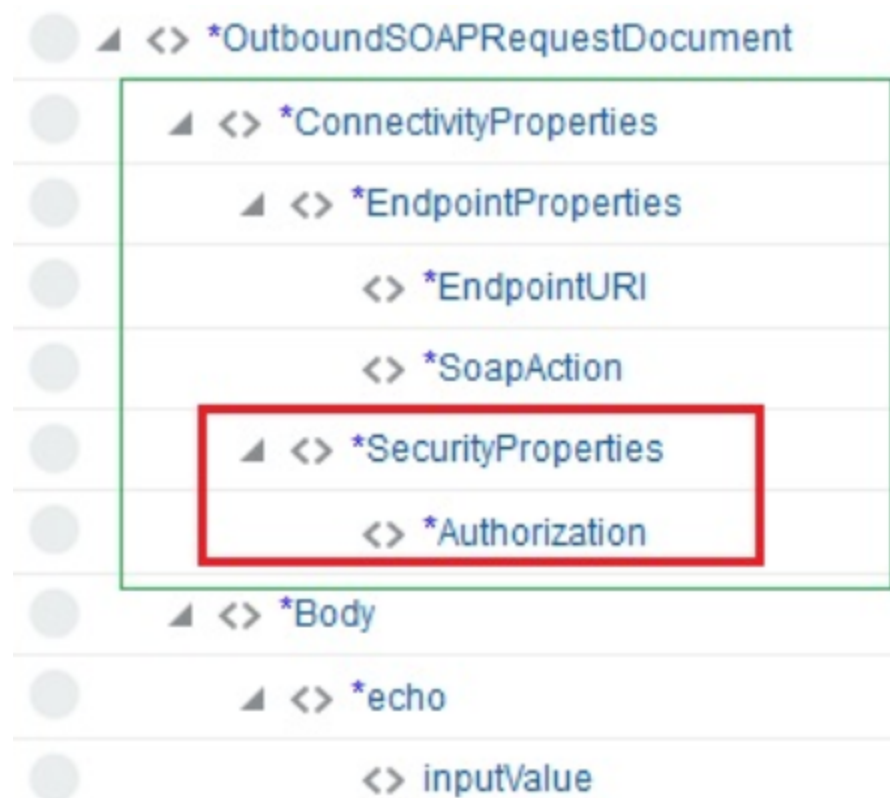 *OutboundSOAPRequestDocument
*ConnectivityProperties
*EndpointProperties
*EndpointURI
*SoapAction
*SecurityProperties
*Authorization
*Body
*echo
inputValue